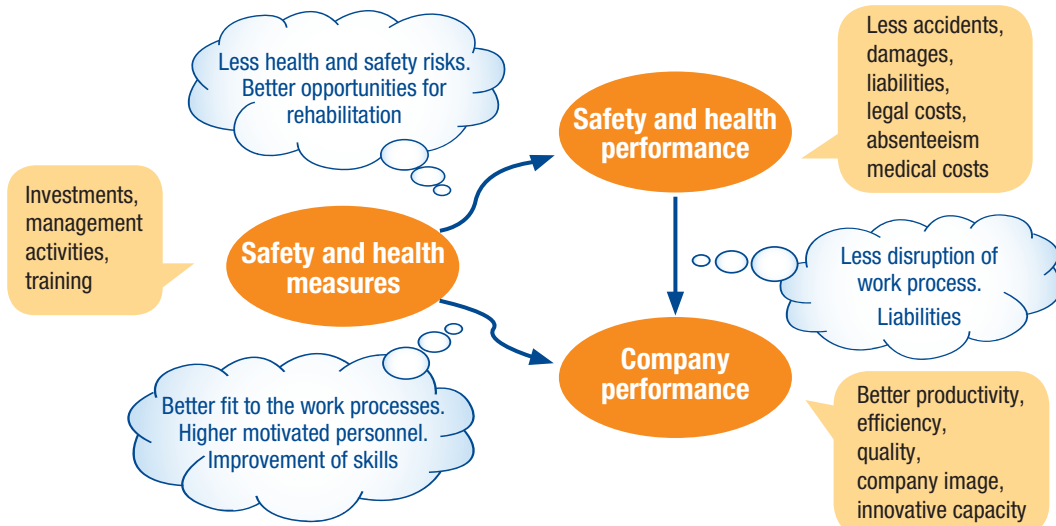 Less health and safety risks.
Better opportunities for
rehabilitation
Safety and health
performance
Less accidents,
damages,
liabilities,
legal costs,
absenteeism
medical costs
Investments,
management
activities,
training
Safety and health
measures
Less disruption of
work process.
Liabilities
Better fit to the work processes.
Higher motivated personnel.
Improvement of skills
Company
performance
Better productivity,
efficiency,
quality,
company image,
innovative capacity